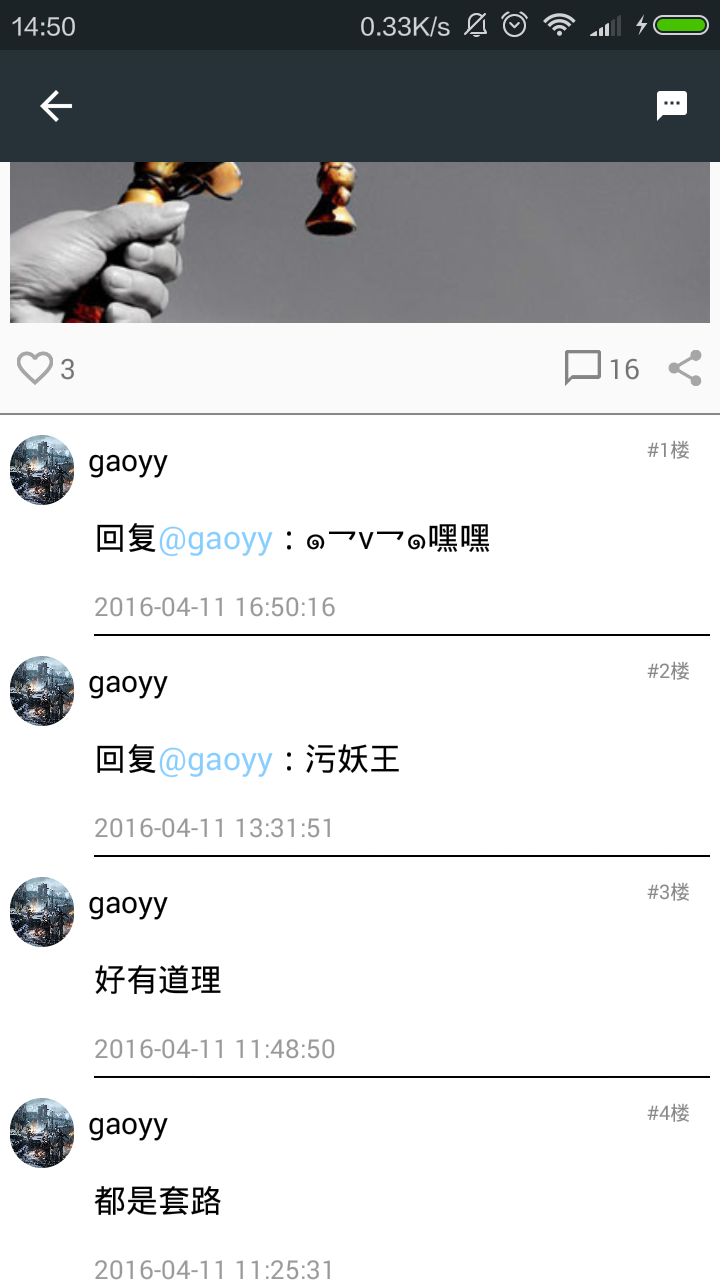 14:50 0.33K/s
3 16
gaoyy #1楼
回复@gaoyy：๑乛v乛๑嘿嘿
2016-04-11 16:50:16
gaoyy #2楼
回复@gaoyy：污妖王
2016-04-11 13:31:51
gaoyy #3楼
好有道理
2016-04-11 11:48:50
gaoyy #4楼
都是套路
2016-04-11 11:25:31